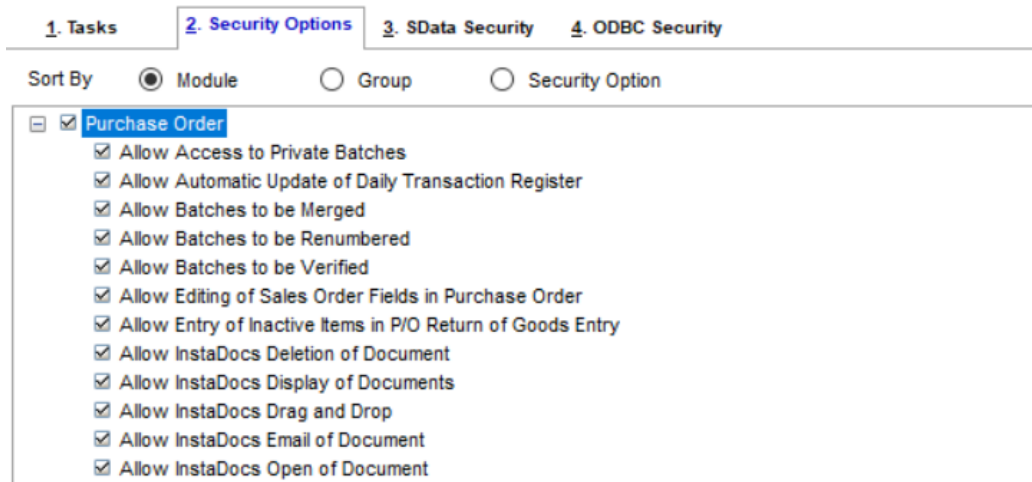 1. Tasks 2. Security Options 3. SData Security 4. ODBC Security
Sort By Module Group Security Option
Purchase Order
Allow Access to Private Batches
Allow Automatic Update of Daily Transaction Register
Allow Batches to be Merged
Allow Batches to be Renumbered
Allow Batches to be Verified
Allow Editing of Sales Order Fields in Purchase Order
Allow Entry of Inactive Items in P/O Return of Goods Entry
Allow InstaDocs Deletion of Document
Allow InstaDocs Display of Documents
Allow InstaDocs Drag and Drop
Allow InstaDocs Email of Document
Allow InstaDocs Open of Document